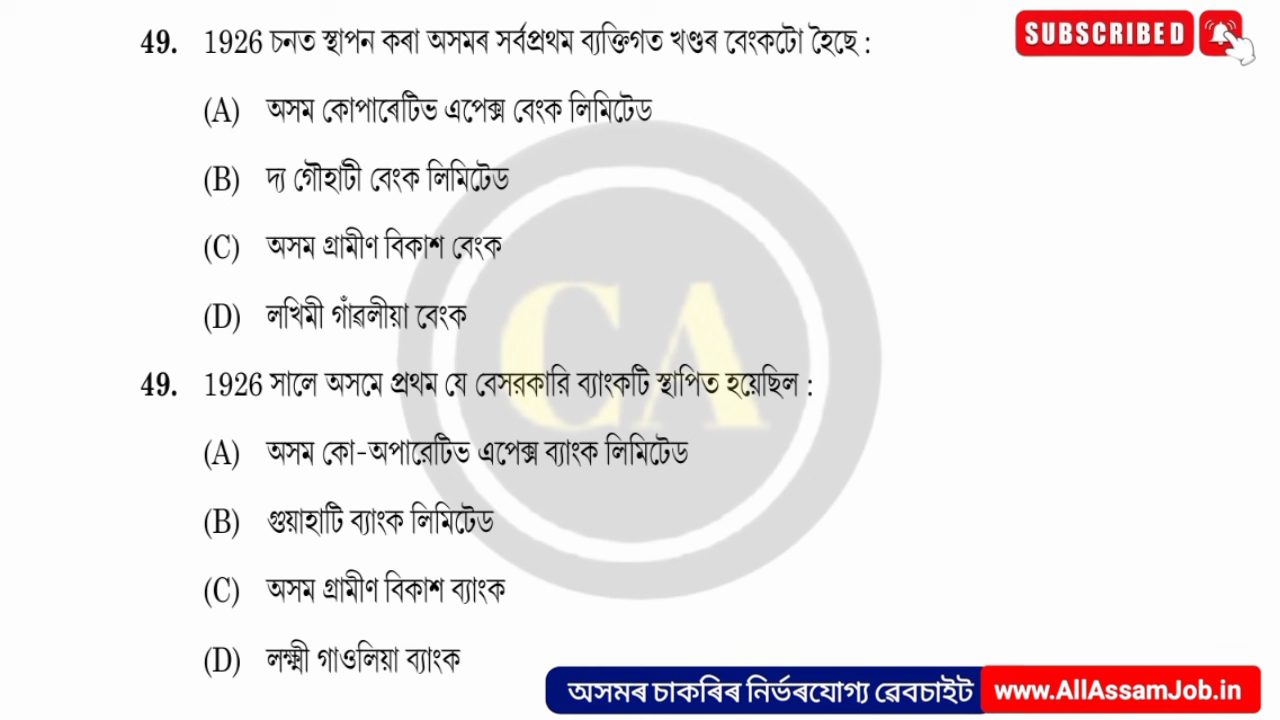 49. 1926 চনত স্থাপন কৰা অসমৰ সৰ্বপ্ৰথম ব্যক্তিগত খণ্ডৰ বেংকটো হৈছে :
SUBSCRIBED
(A) অসম কোপাৰেটিভ এপেক্স বেংক লিমিটেড
(B) দ্য গৌহাটী বেংক লিমিটেড
(C) অসম গ্ৰামীণ বিকাশ বেংক
(D) লখিমী গাঁৱলীয়া বেংক
CA
49. 1926 সালে অসমে প্রথম যে বেসরকারি ব্যাংকটি স্থাপিত হয়েছিল :
(A) অসম কো-অপারেটিভ এপেক্স ব্যাংক লিমিটেড
(B) গুয়াহাটি ব্যাংক লিমিটেড
(C) অসম গ্রামীণ বিকাশ ব্যাংক
(D) লক্ষ্মী গাওলিয়া ব্যাংক
অসমৰ চাকৰিৰ নিৰ্ভৰযোগ্য ৱেবচাইট www.AllAssamJob.in